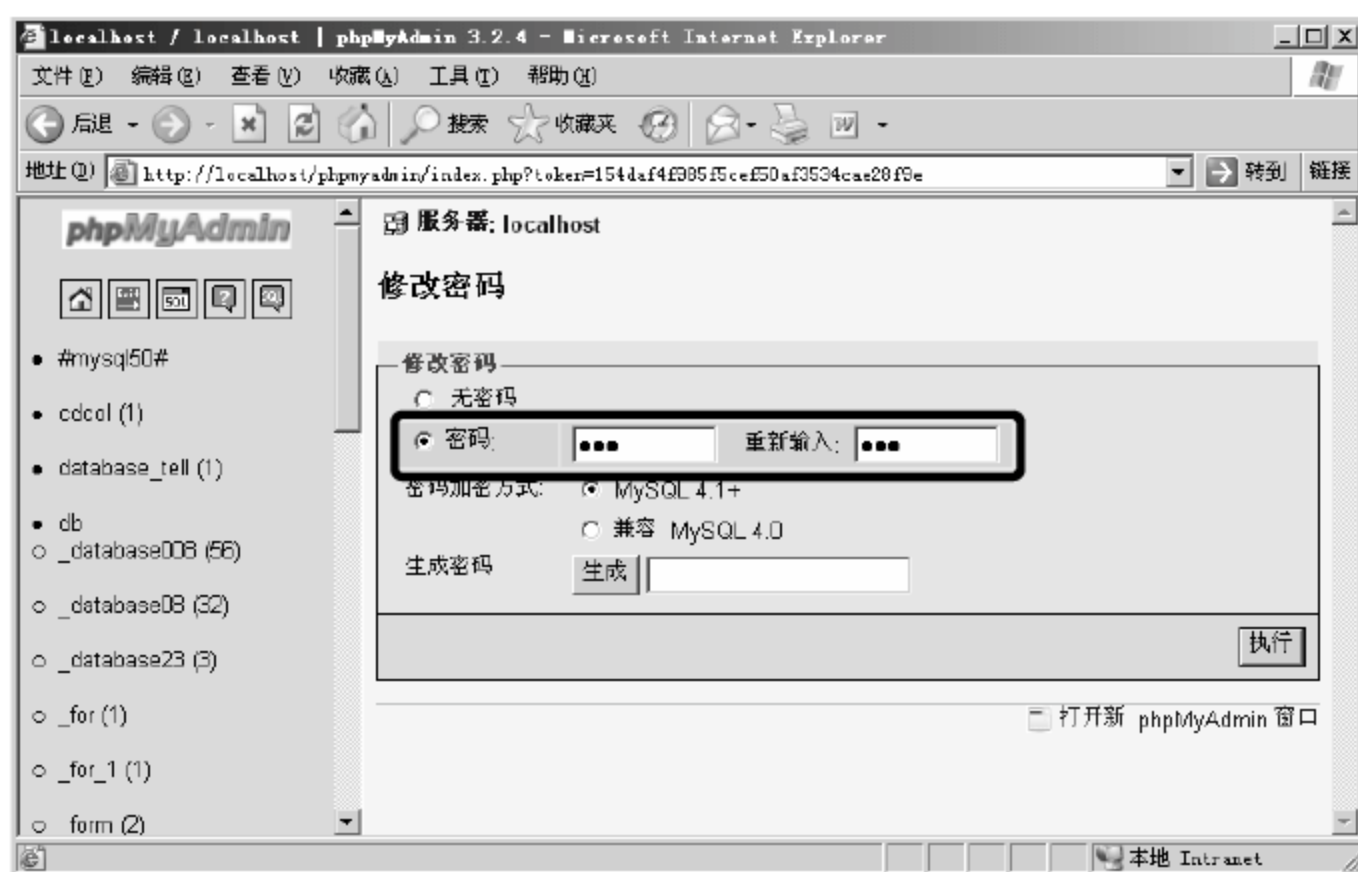 localhost / localhost | phpMyAdmin 3.2.4 - Microsoft Internet Explorer
文件(F) 编辑(E) 查看(V) 收藏(A) 工具(T) 帮助(H)
后退 搜索 收藏夹
地址(D) http://localhost/phpmyadmin/index.php?token=154daf4f985f5cef50af3534cae28f9e 转到 链接
phpMyAdmin
服务器: localhost
修改密码
SQL
#mysql50#
cdcol (1)
database_tell (1)
db
_database008 (56)
_database08 (32)
_database23 (3)
_for (1)
_for_1 (1)
form (2)
修改密码
无密码
密码: ●●● 重新输入: ●●●
密码加密方式: MySQL 4.1+
兼容 MySQL 4.0
生成密码 生成
执行
打开新 phpMyAdmin 窗口
本地 Intranet